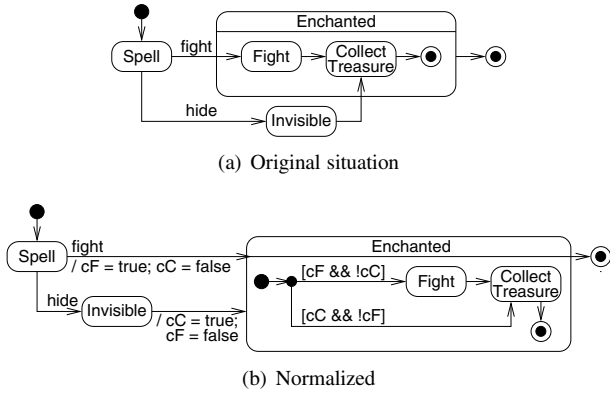 Enchanted
Spell
fight
Fight
Collect
Treasure
hide
Invisible
(a) Original situation
Spell
fight
/ cF = true; cC = false
Enchanted
[cF && !cC]
Fight
Collect
Treasure
hide
Invisible
/ cC = true;
cF = false
[cC && !cF]
(b) Normalized